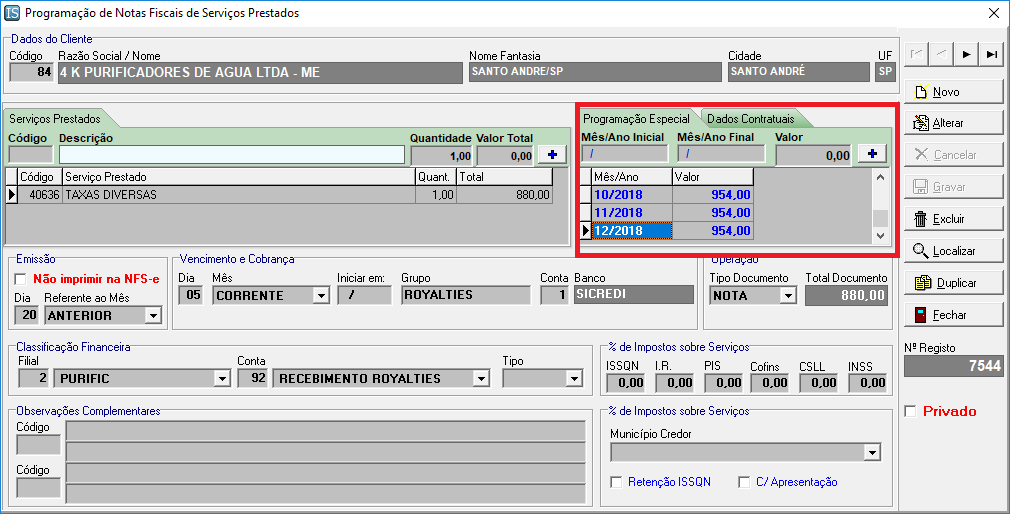 IS Programação de Notas Fiscais de Serviços Prestados
Dados do Cliente
Código Razão Social / Nome Nome Fantasia Cidade UF
84 4 K PURIFICADORES DE AGUA LTDA - ME SANTO ANDRE/SP SANTO ANDRÉ SP
Serviços Prestados
Código Descrição Quantidade Valor Total
1,00 0,00 +
Código Serviço Prestado Quant. Total
40636 TAXAS DIVERSAS 1,00 880,00
Programação Especial Dados Contratuais
Mês/Ano Inicial Mês/Ano Final Valor
/ / 0,00 +
Mês/Ano Valor
10/2018 954,00
11/2018 954,00
12/2018 954,00
Emissão
Não imprimir na NFS-e
Dia Referente ao Mês
20 ANTERIOR
Vencimento e Cobrança
Dia Mês Iniciar em: Grupo Conta Banco
05 CORRENTE / ROYALTIES 1 SICREDI
Operação
Tipo Documento Total Documento
NOTA 880,00
Classificação Financeira
Filial Conta Tipo
2 PURIFIC 92 RECEBIMENTO ROYALTIES
% de Impostos sobre Serviços
ISSQN I.R. PIS Cofins CSLL INSS
0,00 0,00 0,00 0,00 0,00 0,00
Observações Complementares
Código
Código
% de Impostos sobre Serviços
Município Credor
Retenção ISSQN C/ Apresentação
Novo
Alterar
Cancelar
Gravar
Excluir
Localizar
Duplicar
Fechar
Nº Registo
7544
Privado